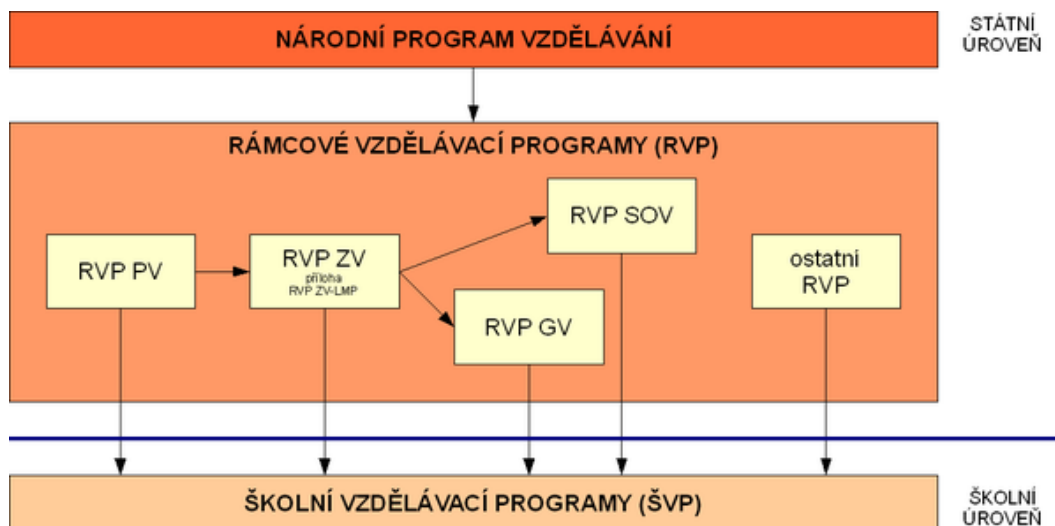 NÁRODNÍ PROGRAM VZDĚLÁVÁNÍ
STÁTNÍ
ÚROVEŇ
RÁMCOVÉ VZDĚLÁVACÍ PROGRAMY (RVP)
RVP PV
RVP ZV
příloha
RVP ZV-LMP
RVP SOV
RVP GV
ostatní
RVP
ŠKOLNÍ VZDĚLÁVACÍ PROGRAMY (ŠVP)
ŠKOLNÍ
ÚROVEŇ